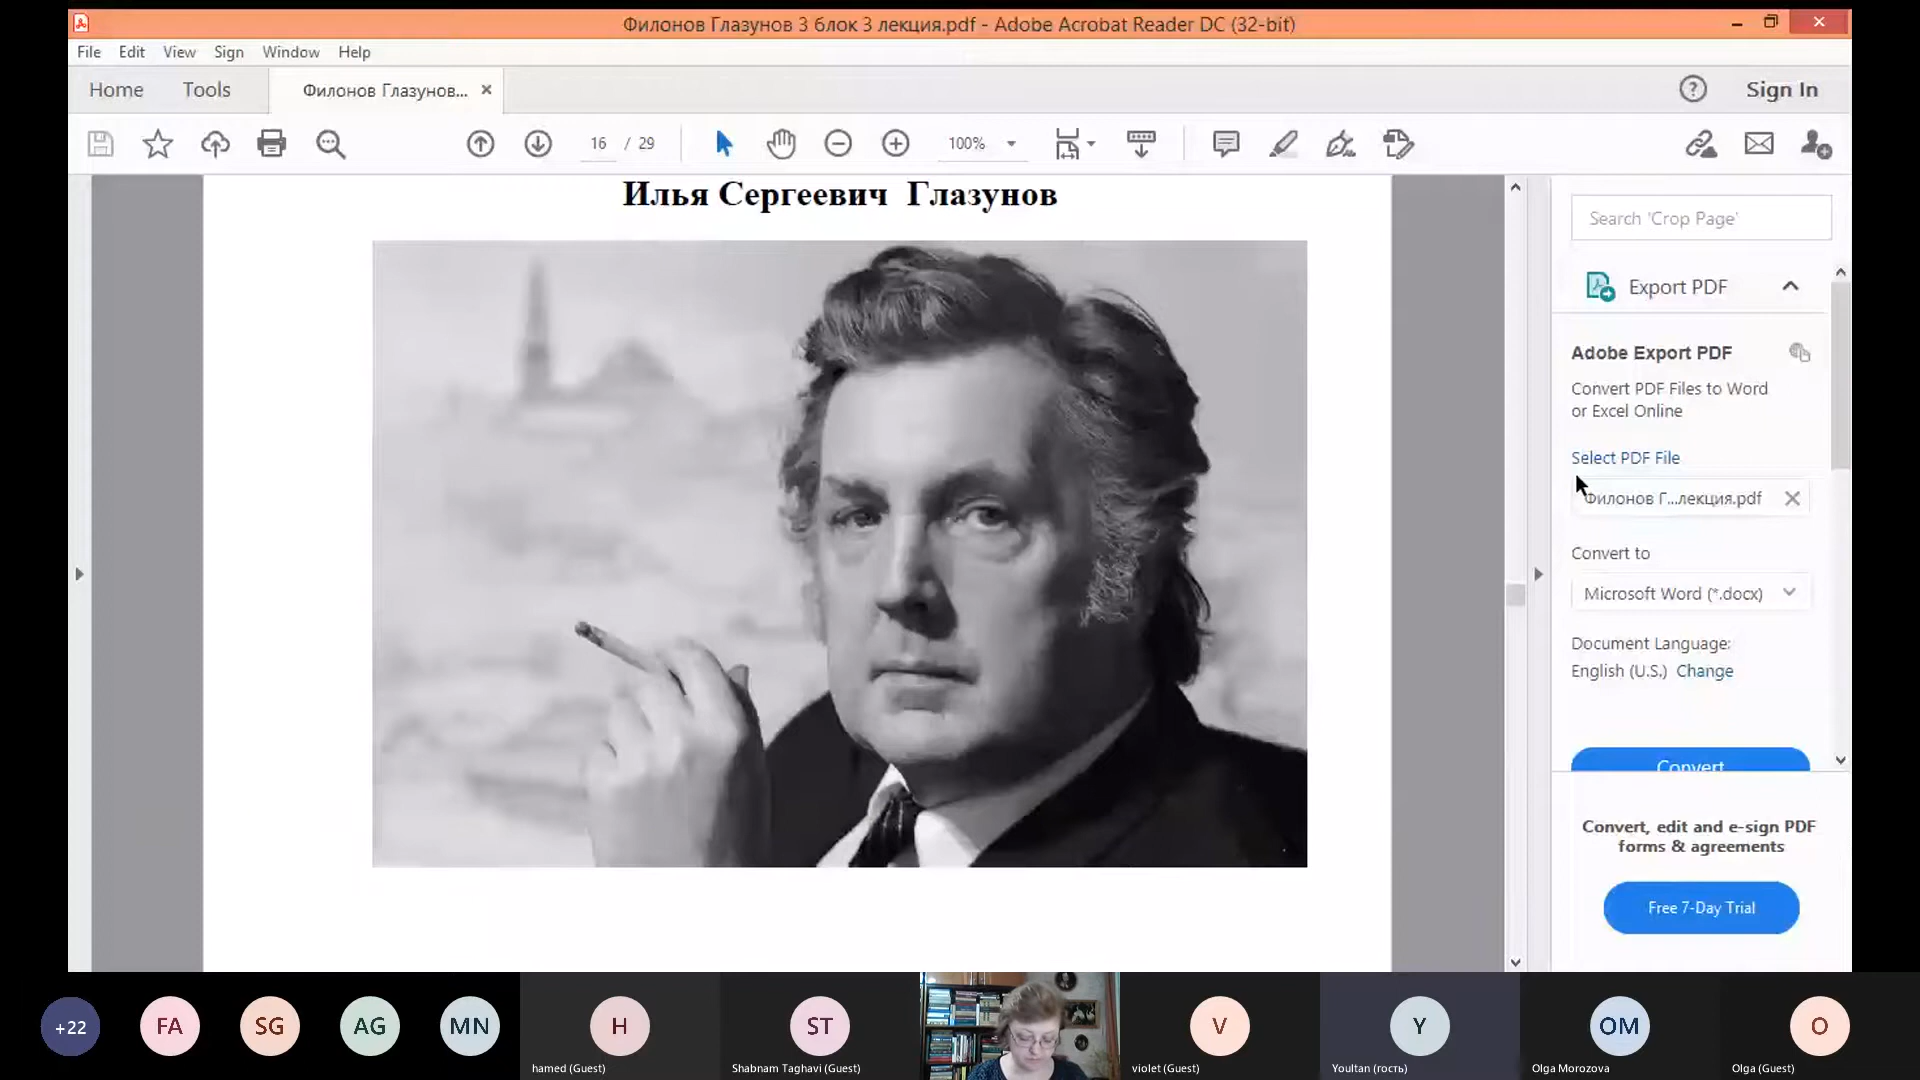 Филонов Глазунов 3 блок 3 лекция.pdf - Adobe Acrobat Reader DC (32-bit)
File Edit View Sign Window Help
Home Tools Филонов Глазунов... Sign In
16 / 29 100%
Илья Сергеевич Глазунов
Search 'Crop Page'
Export PDF
Adobe Export PDF
Convert PDF Files to Word
or Excel Online
Select PDF File
Филонов Г...лекция.pdf
Convert to
Microsoft Word (*.docx)
Document Language:
English (U.S.) Change
Convert
Convert, edit and e-sign PDF
forms & agreements
Free 7-Day Trial
+22 FA SG AG MN H ST V Y OM O
hamed (Guest) Shabnam Taghavi (Guest) violet (Guest) Youltan (гость) Olga Morozova Olga (Guest)